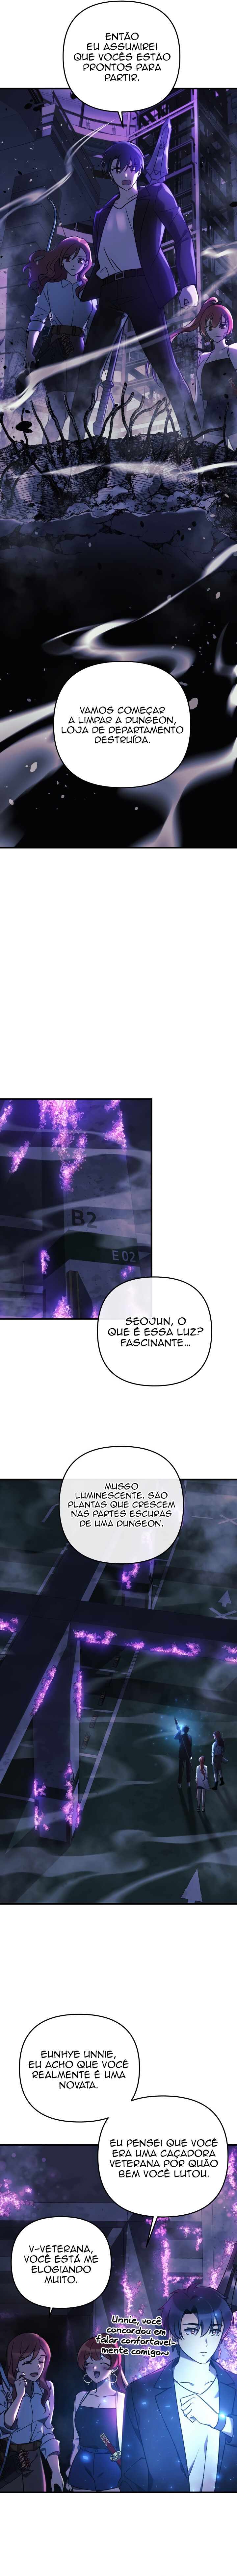 ENTÃO
EU ASSUMIREI
QUE VOCÊS ESTÃO
PRONTOS PARA
PARTIR.
VAMOS COMEÇAR
A LIMPAR A DUNGEON,
LOJA DE DEPARTAMENTO
DESTRUÍDA.
B2
E02
SEOJUN, O
QUE É ESSA LUZ?
FASCINANTE...
MUSGO
LUMINESCENTE. SÃO
PLANTAS QUE CRESCEM
NAS PARTES ESCURAS
DE UMA DUNGEON.
EUNHYE UNNIE,
EU ACHO QUE VOCÊ
REALMENTE É UMA
NOVATA.
EU PENSEI QUE VOCÊ
ERA UMA CAÇADORA
VETERANA POR QUÃO
BEM VOCÊ LUTOU.
V-VETERANA,
VOCÊ ESTÁ ME
ELOGIANDO
MUITO.
Unnie, você
concordou em
falar confortavel-
mente comigo~